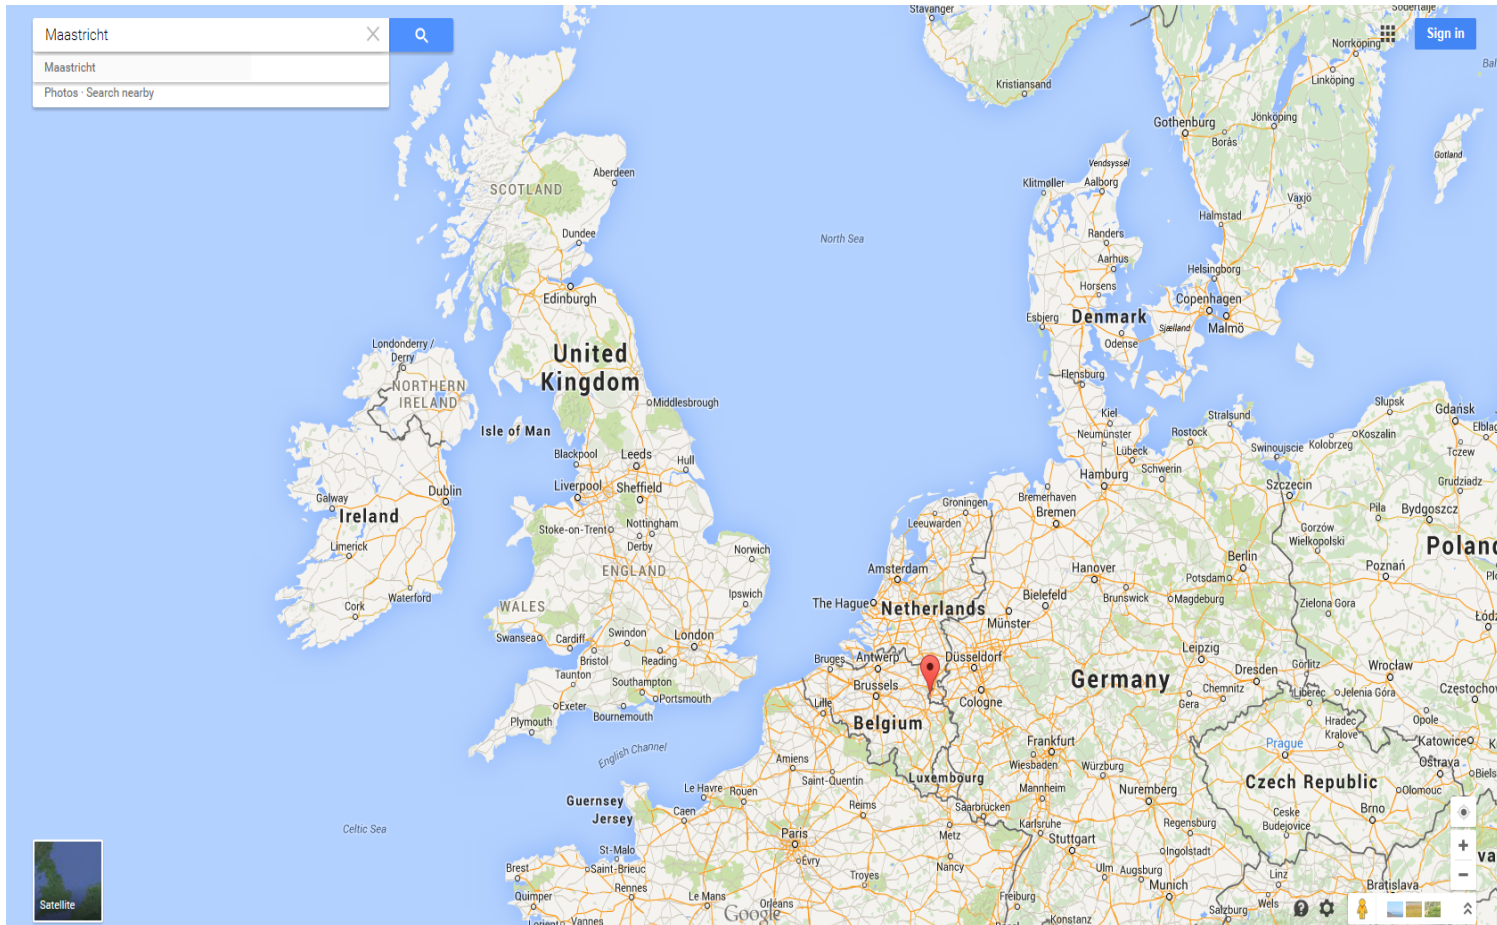 Maastricht
Maastricht
Photos · Search nearby
Sign in
Stavanger
Södertälje
Norrköping
Linköping
Kristiansand
Gothenburg
Jönköping
Borås
Gotland
Vendsyssel
Klitmøller
Aalborg
Växjö
Halmstad
Aberdeen
SCOTLAND
Dundee
North Sea
Randers
Aarhus
Helsingborg
Horsens
Copenhagen
Edinburgh
Esbjerg
Denmark
Sjælland
Malmö
Odense
Londonderry /
Derry
United
Kingdom
Flensburg
NORTHERN
IRELAND
Middlesbrough
Isle of Man
Kiel
Stralsund
Slupsk
Gdańsk
Neumünster
Rostock
Koszalin
Elblag
Blackpool
Leeds
Hull
Lübeck
Swinoujscie
Kolobrzeg
Tczew
Hamburg
Schwerin
Szczecin
Grudziadz
Liverpool
Sheffield
Galway
Dublin
Ireland
Groningen
Bremerhaven
Bremen
Pila
Bydgoszcz
Leeuwarden
Stoke-on-Trent
Nottingham
Derby
Gorzów
Wielkopolski
Limerick
Norwich
Berlin
Poland
ENGLAND
Amsterdam
Hanover
Potsdam
Poznań
Waterford
Cork
WALES
Ipswich
The Hague
Netherlands
Bielefeld
Brunswick
Magdeburg
Zielona Gora
Münster
Łódź
Swansea
Cardiff
Swindon
London
Bristol
Reading
Bruges
Antwerp
Düsseldorf
Leipzig
Taunton
Dresden
Görlitz
Wrocław
Southampton
Brussels
Germany
Chemnitz
Liberec
Jelenia Góra
Częstochow
Exeter
Portsmouth
Lille
Cologne
Gera
Bournemouth
Plymouth
Belgium
Hradec
Kralove
Opole
English Channel
Frankfurt
Prague
Katowice
Amiens
Wiesbaden
Würzburg
Ostrava
Saint-Quentin
Luxembourg
Czech Republic
Le Havre
Rouen
Mannheim
Nuremberg
Olomouc
Guernsey
Jersey
Caen
Reims
Saarbrücken
Brno
Celtic Sea
Karlsruhe
Regensburg
Ceske
Budejovice
Paris
Metz
Stuttgart
St-Malo
Evry
Ingolstadt
Brest
Saint-Brieuc
Nancy
Ulm
Augsburg
Linz
Rennes
Troyes
Munich
Bratislava
Quimper
Le Mans
Orléans
Freiburg
Wels
Satellite
Lorient
Vannes
Google
Konstanz
Salzburg